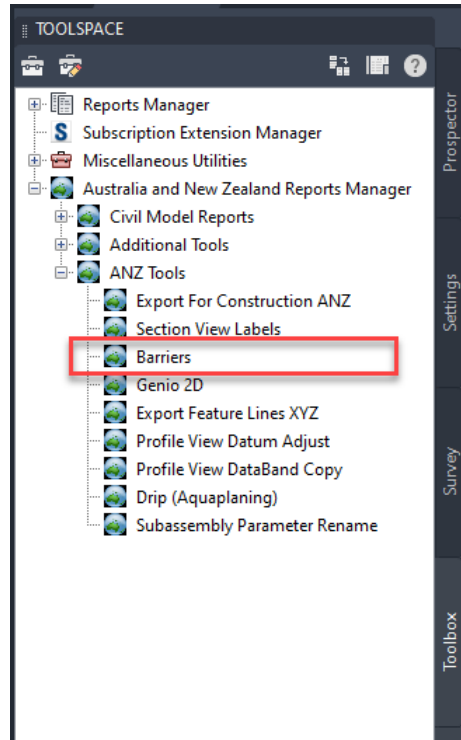 TOOLSPACE
Reports Manager
S Subscription Extension Manager
Miscellaneous Utilities
Australia and New Zealand Reports Manager
Civil Model Reports
Additional Tools
ANZ Tools
Export For Construction ANZ
Section View Labels
Barriers
Genio 2D
Export Feature Lines XYZ
Profile View Datum Adjust
Profile View DataBand Copy
Drip (Aquaplaning)
Subassembly Parameter Rename
Prospector
Settings
Survey
Toolbox